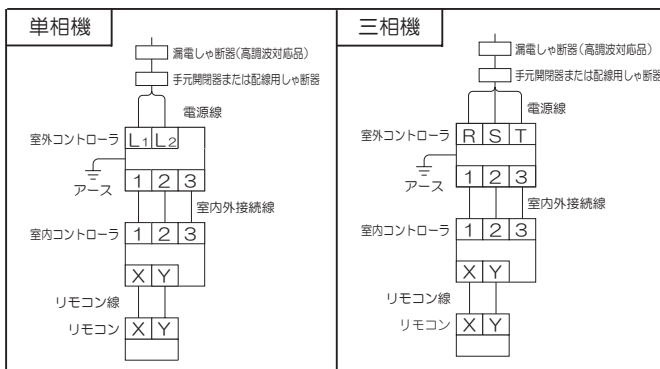 単相機
漏電しゃ断器(高調波対応品)
手元開閉器または配線用しゃ断器
電源線
室外コントローラ
L1 L2
アース
1 2 3
室内外接続線
室内コントローラ
1 2 3
X Y
リモコン線
リモコン
X Y
三相機
漏電しゃ断器(高調波対応品)
手元開閉器または配線用しゃ断器
電源線
室外コントローラ
R S T
アース
1 2 3
室内外接続線
室内コントローラ
1 2 3
X Y
リモコン線
リモコン
X Y